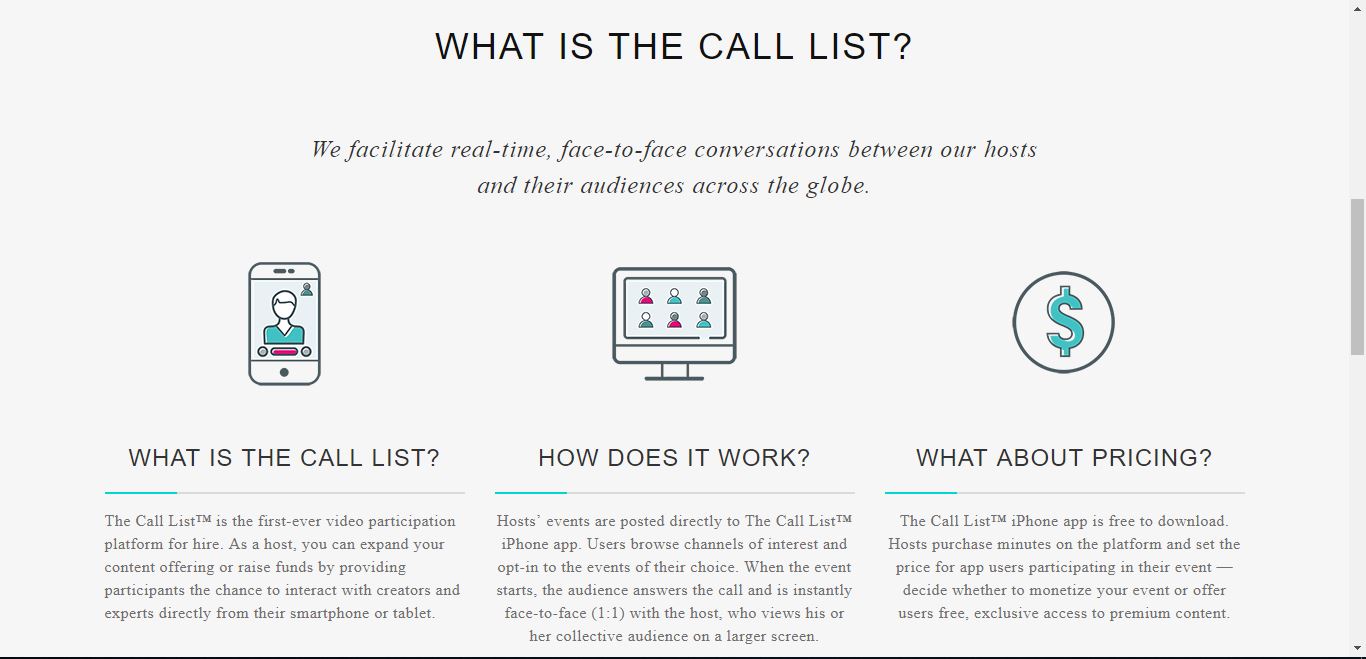 WHAT IS THE CALL LIST?
We facilitate real-time, face-to-face conversations between our hosts
and their audiences across the globe.
WHAT IS THE CALL LIST?
The Call List™ is the first-ever video participation
platform for hire. As a host, you can expand your
content offering or raise funds by providing
participants the chance to interact with creators and
experts directly from their smartphone or tablet.
HOW DOES IT WORK?
Hosts’ events are posted directly to The Call List™
iPhone app. Users browse channels of interest and
opt-in to the events of their choice. When the event
starts, the audience answers the call and is instantly
face-to-face (1:1) with the host, who views his or
her collective audience on a larger screen.
WHAT ABOUT PRICING?
The Call List™ iPhone app is free to download.
Hosts purchase minutes on the platform and set the
price for app users participating in their event —
decide whether to monetize your event or offer
users free, exclusive access to premium content.